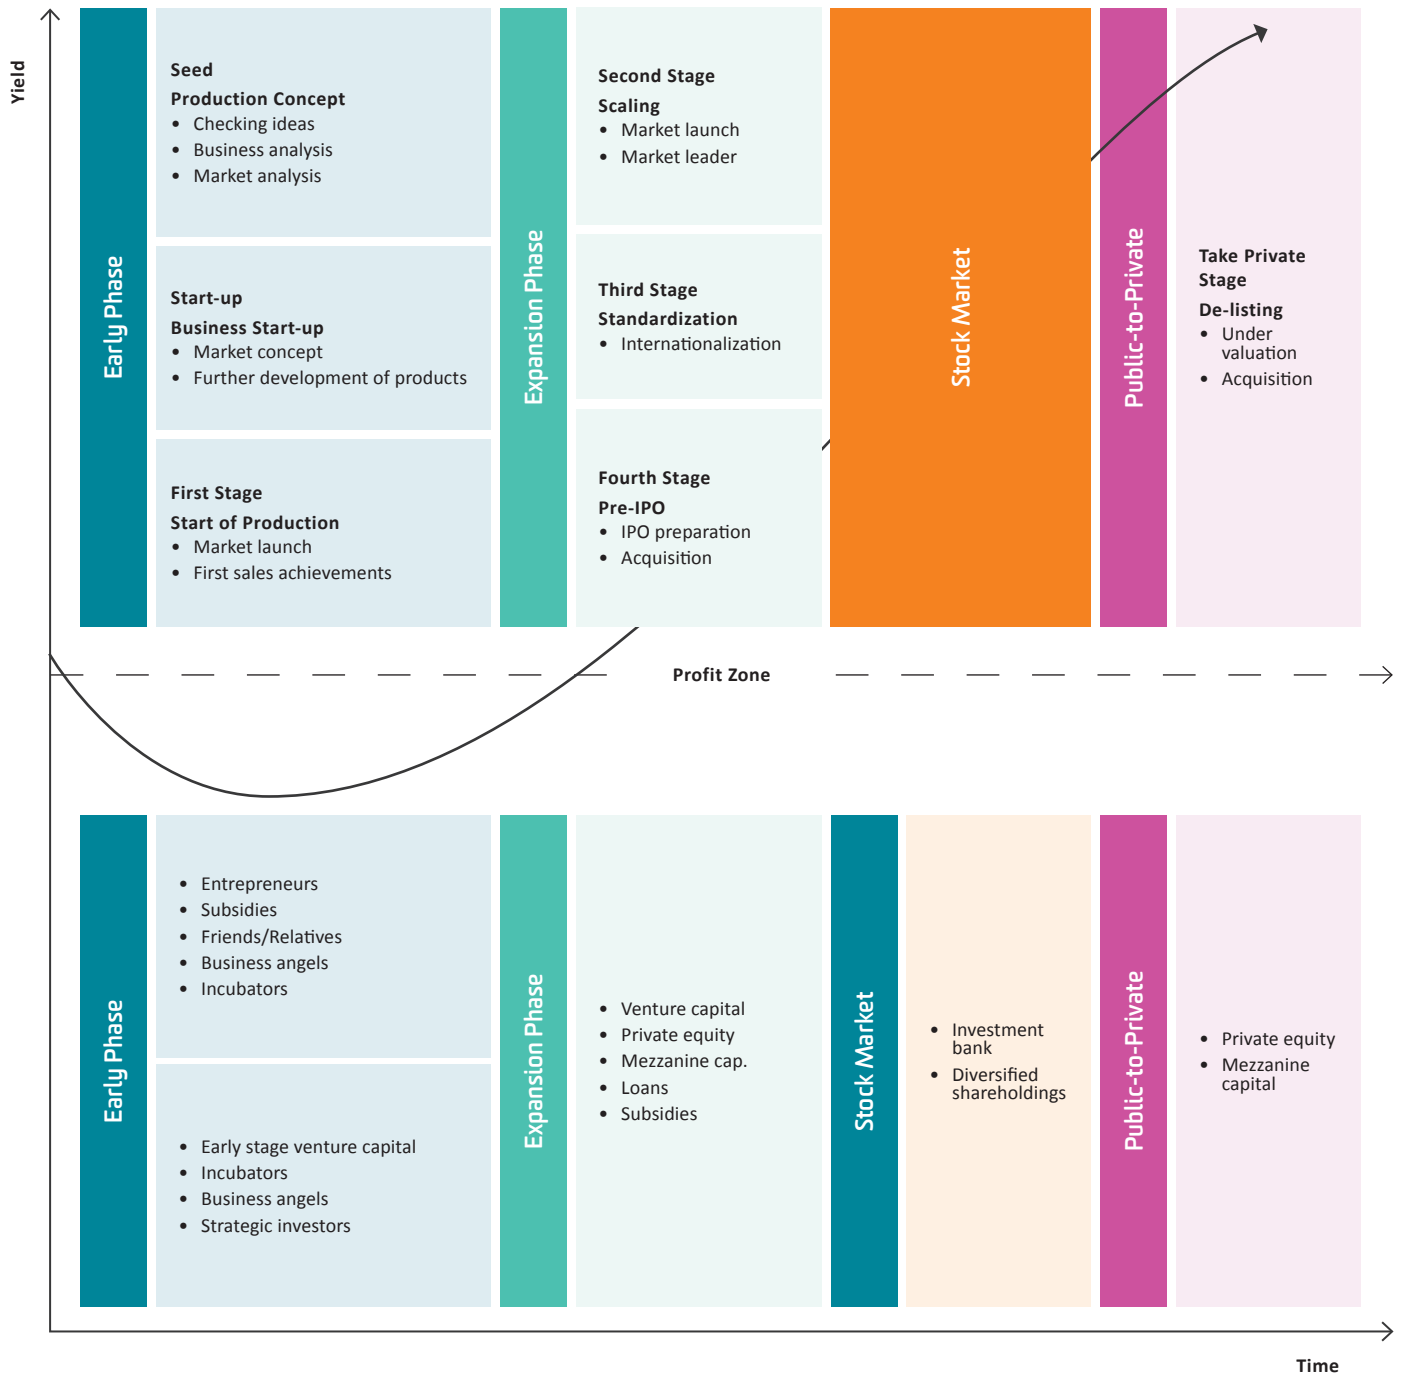 Yield
Early Phase
Seed
Production Concept
• Checking ideas
• Business analysis
• Market analysis
Start-up
Business Start-up
• Market concept
• Further development of products
First Stage
Start of Production
• Market launch
• First sales achievements
Expansion Phase
Second Stage
Scaling
• Market launch
• Market leader
Third Stage
Standardization
• Internationalization
Fourth Stage
Pre-IPO
• IPO preparation
• Acquisition
Stock Market
Public-to-Private
Take Private
Stage
De-listing
• Under
valuation
• Acquisition
Profit Zone
Early Phase
• Entrepreneurs
• Subsidies
• Friends/Relatives
• Business angels
• Incubators
• Early stage venture capital
• Incubators
• Business angels
• Strategic investors
Expansion Phase
• Venture capital
• Private equity
• Mezzanine cap.
• Loans
• Subsidies
Stock Market
• Investment
bank
• Diversified
shareholdings
Public-to-Private
• Private equity
• Mezzanine
capital
Time